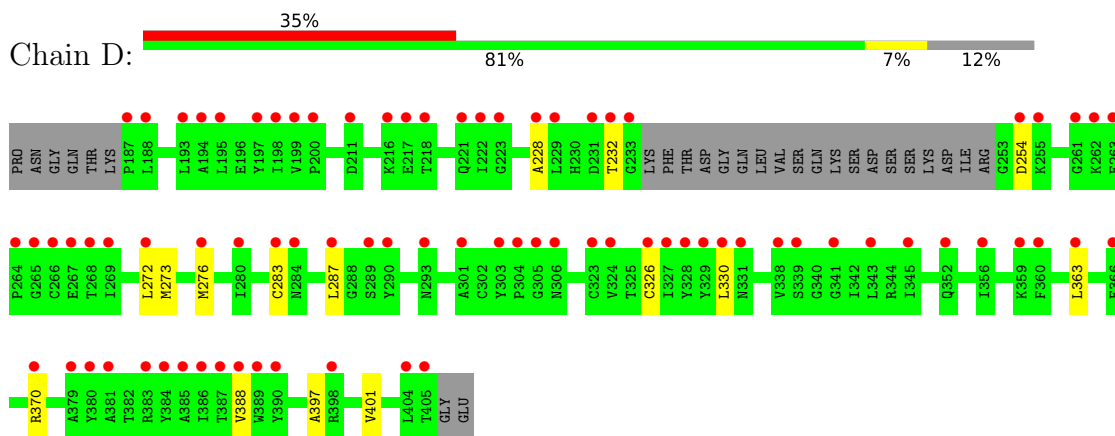 35%
Chain D:
81% 7% 12%
PRO ASN GLY GLN THR LYS P187 L188 L193 A194 L195 E196 Y197 I198 V199 P200 D211 K216 E217 T218 Q221 I222 G223 A228 L229 H230 D231 T232 G233 LYS PHE THR ASP GLY GLN LEU VAL SER GLN LYS SER ASP SER SER LYS ASP ILE ARG G253 D254 K255 G261 K262
P264 G265 C266 E267 T268 I269 L272 M273 M276 I280 C283 N284 L287 G288 S289 Y290 N293 A301 C302 Y303 P304 G305 N306 C323 V324 T325 C326 I327 Y328 Y329 L330 N331 V338 S339 G340 G341 I342 L343 R344 I345 Q352 I356 K359 F360 L363
R370 A379 Y380 A381 T382 R383 Y384 A385 I386 T387 V388 W389 Y390 A397 R398 V401 L404 T405 GLY GLU